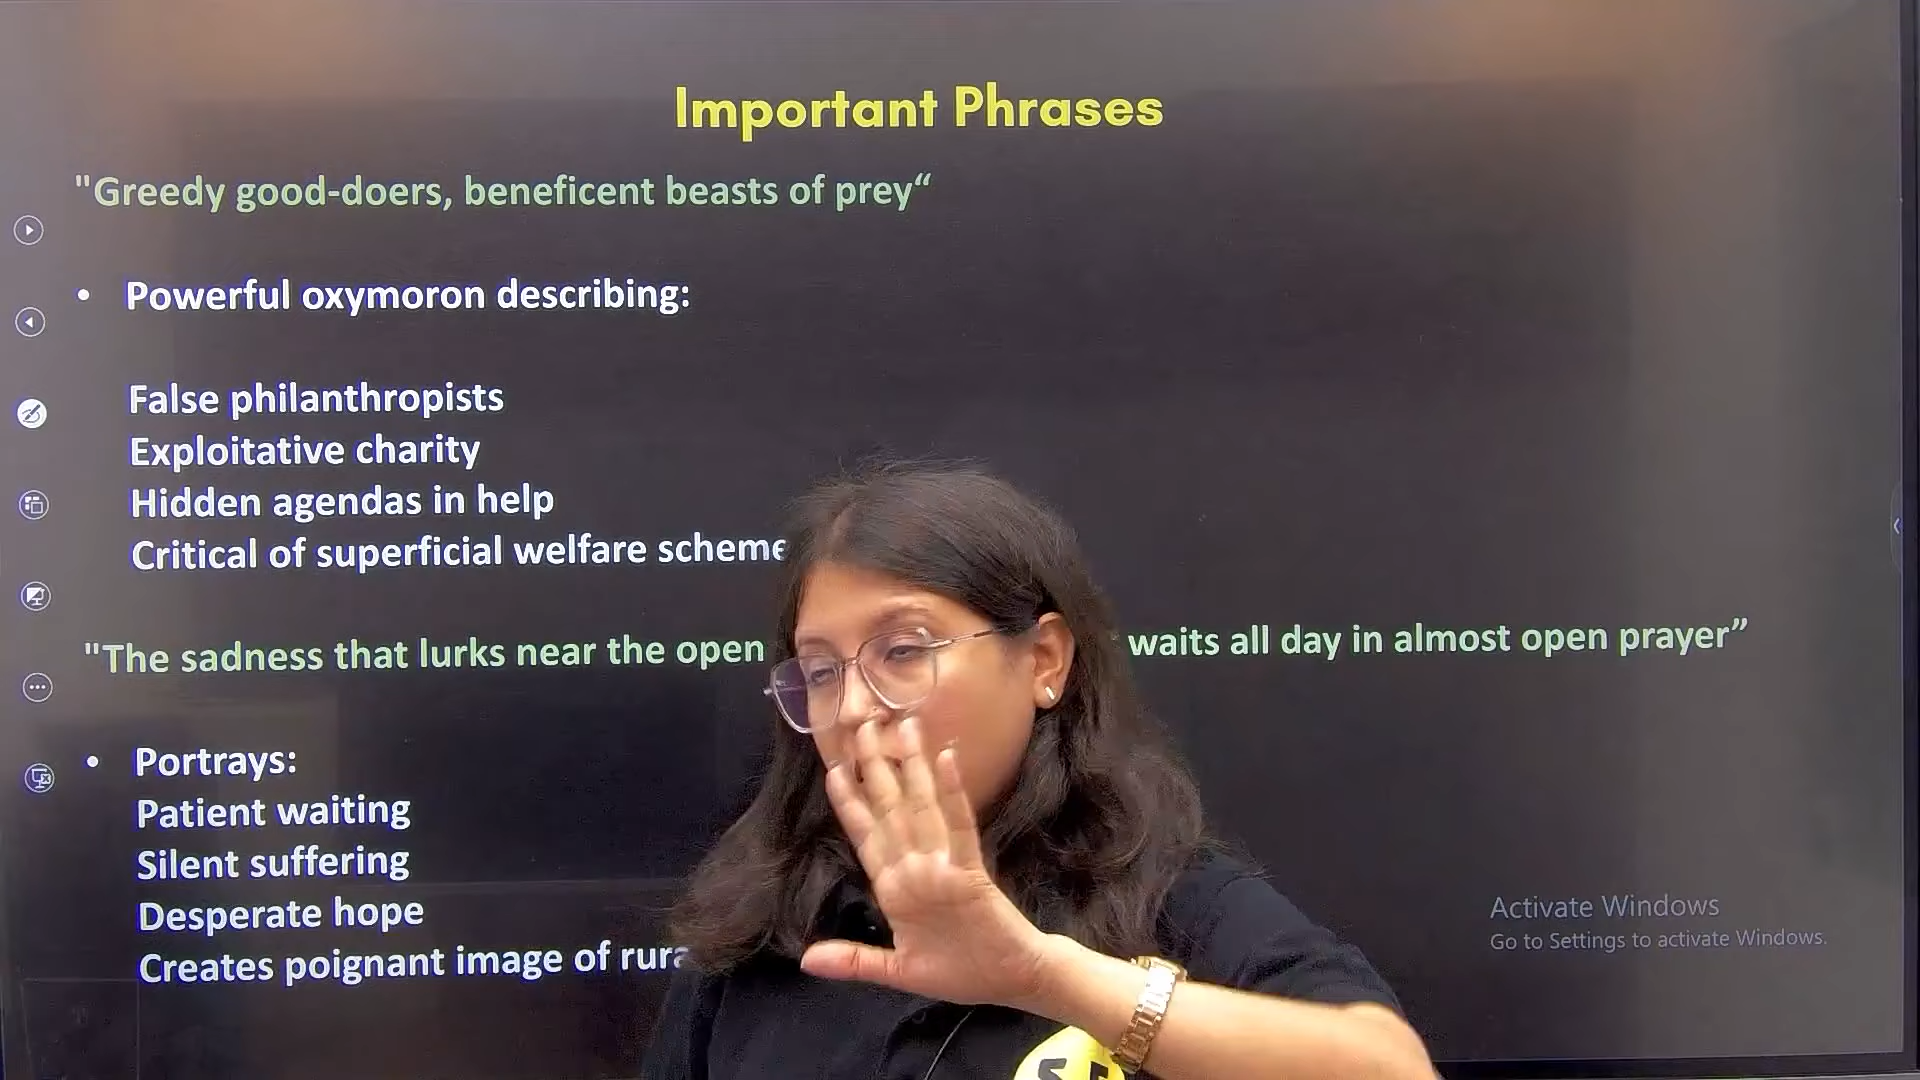 Important Phrases
"Greedy good-doers, beneficent beasts of prey“
• Powerful oxymoron describing:
False philanthropists
Exploitative charity
Hidden agendas in help
Critical of superficial welfare scheme
"The sadness that lurks near the open waits all day in almost open prayer”
• Portrays:
Patient waiting
Silent suffering
Desperate hope
Creates poignant image of
Activate Windows
Go to Settings to activate Windows.